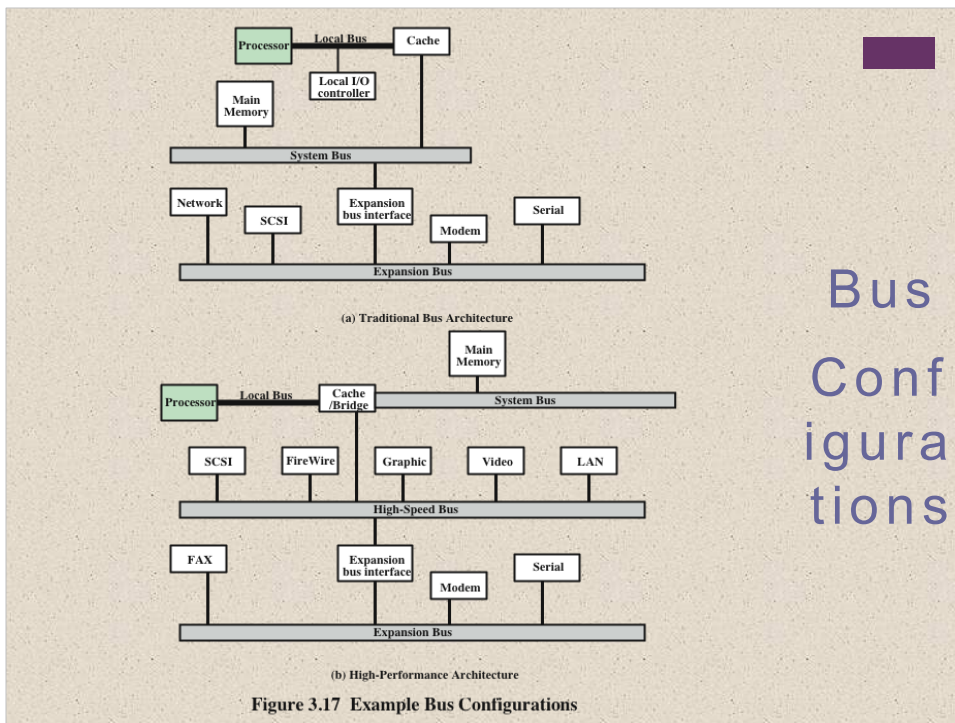 Processor
Local Bus
Cache
Local I/O
controller
Main
Memory
System Bus
Network
SCSI
Expansion
bus interface
Modem
Serial
Expansion Bus
(a) Traditional Bus Architecture
Main
Memory
Processor
Local Bus
Cache
/Bridge
System Bus
SCSI
FireWire
Graphic
Video
LAN
High-Speed Bus
FAX
Expansion
bus interface
Modem
Serial
Expansion Bus
(b) High-Performance Architecture
Figure 3.17 Example Bus Configurations
Bus
Conf
igura
tions